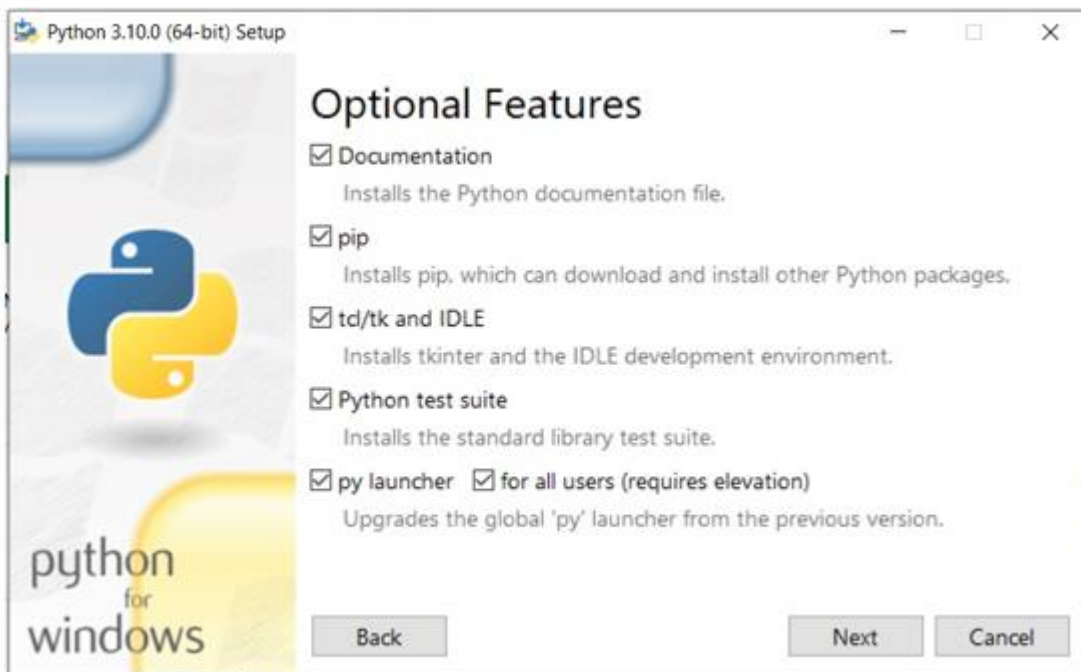 Python 3.10.0 (64-bit) Setup
Optional Features
Documentation
Installs the Python documentation file.
pip
Installs pip, which can download and install other Python packages.
tcl/tk and IDLE
Installs tkinter and the IDLE development environment.
Python test suite
Installs the standard library test suite.
py launcher for all users (requires elevation)
Upgrades the global 'py' launcher from the previous version.
python
for
windows
Back Next Cancel